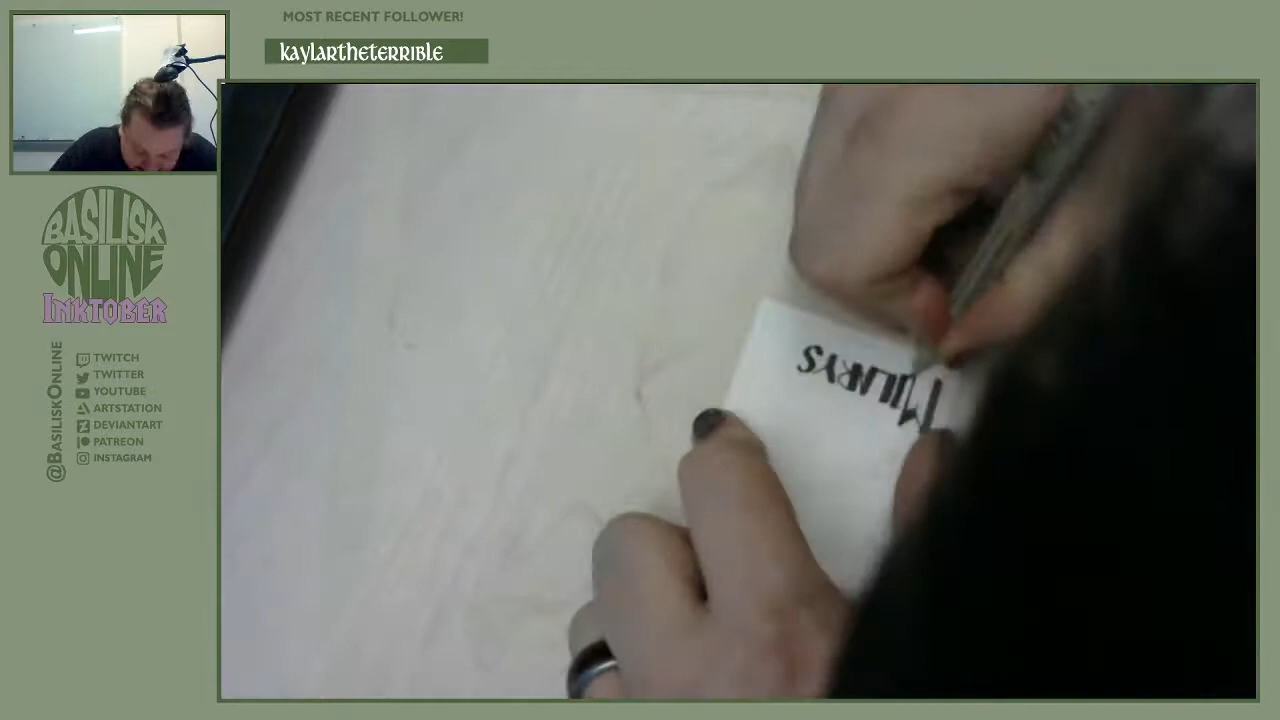 MOST RECENT FOLLOWER!
kaylartheterrible
BASILISK
ONLINE
INKTOBER
@BASILISKONLINE
TWITCH
TWITTER
YOUTUBE
ARTSTATION
DEVIANTART
PATREON
INSTAGRAM